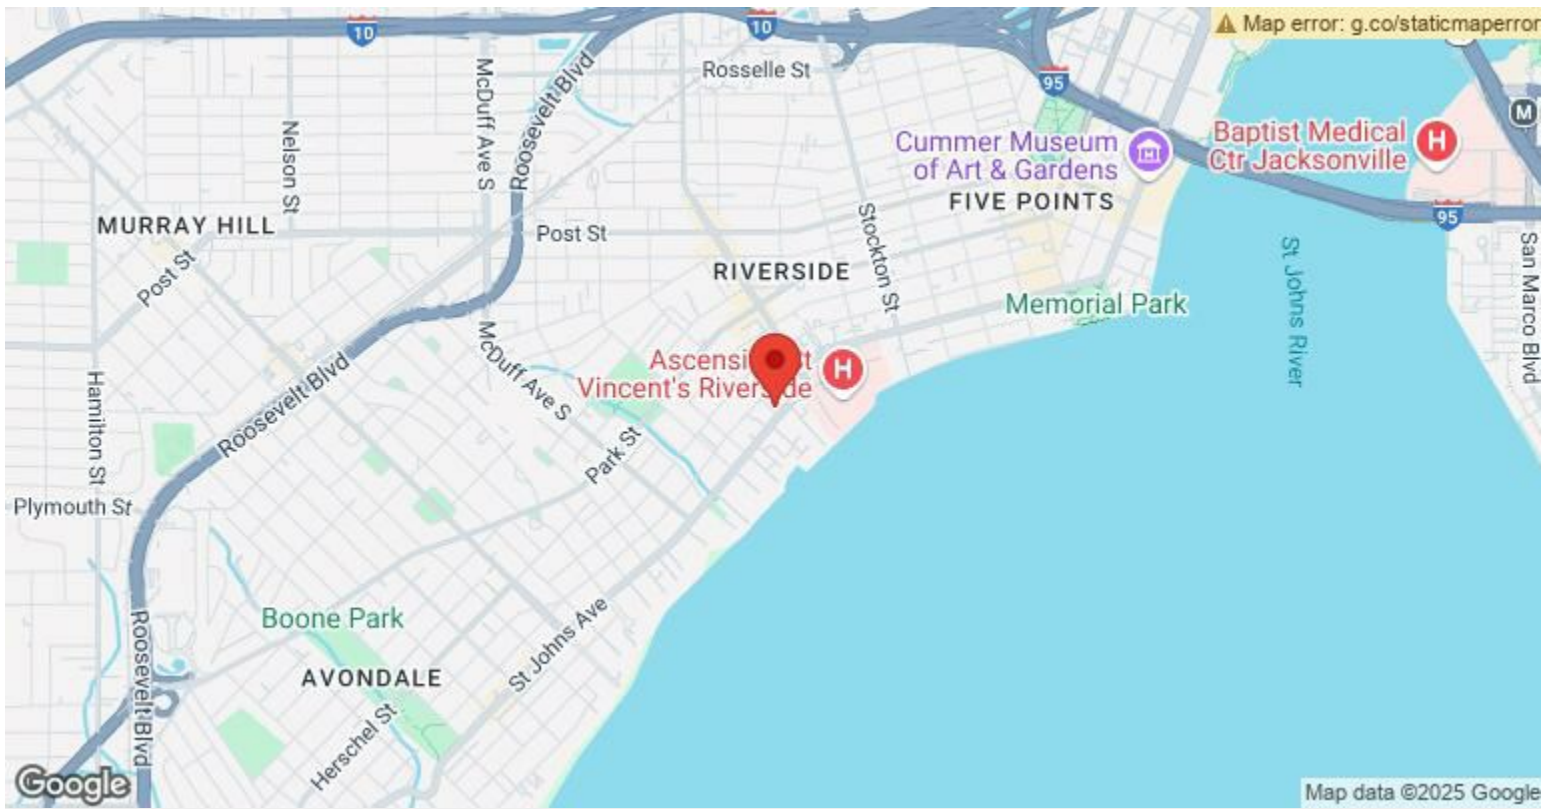 Map error: g.co/staticmaperror
10
10
Rosselle St
95
McDuff Ave S
Roosevelt Blvd
Nelson St
Cummer Museum
of Art & Gardens
Baptist Medical
Ctr Jacksonville
H
M
FIVE POINTS
MURRAY HILL
Post St
Stockton St
95
San Marco Blvd
St Johns River
Post St
RIVERSIDE
Memorial Park
McDuff Ave S
Vincent's
H
Roosevelt Blvd
Hamilton St
Park St
Plymouth St
Boone Park
Roosevelt Blvd
St Johns Ave
AVONDALE
Herschel St
Google
Map data ©2025 Google